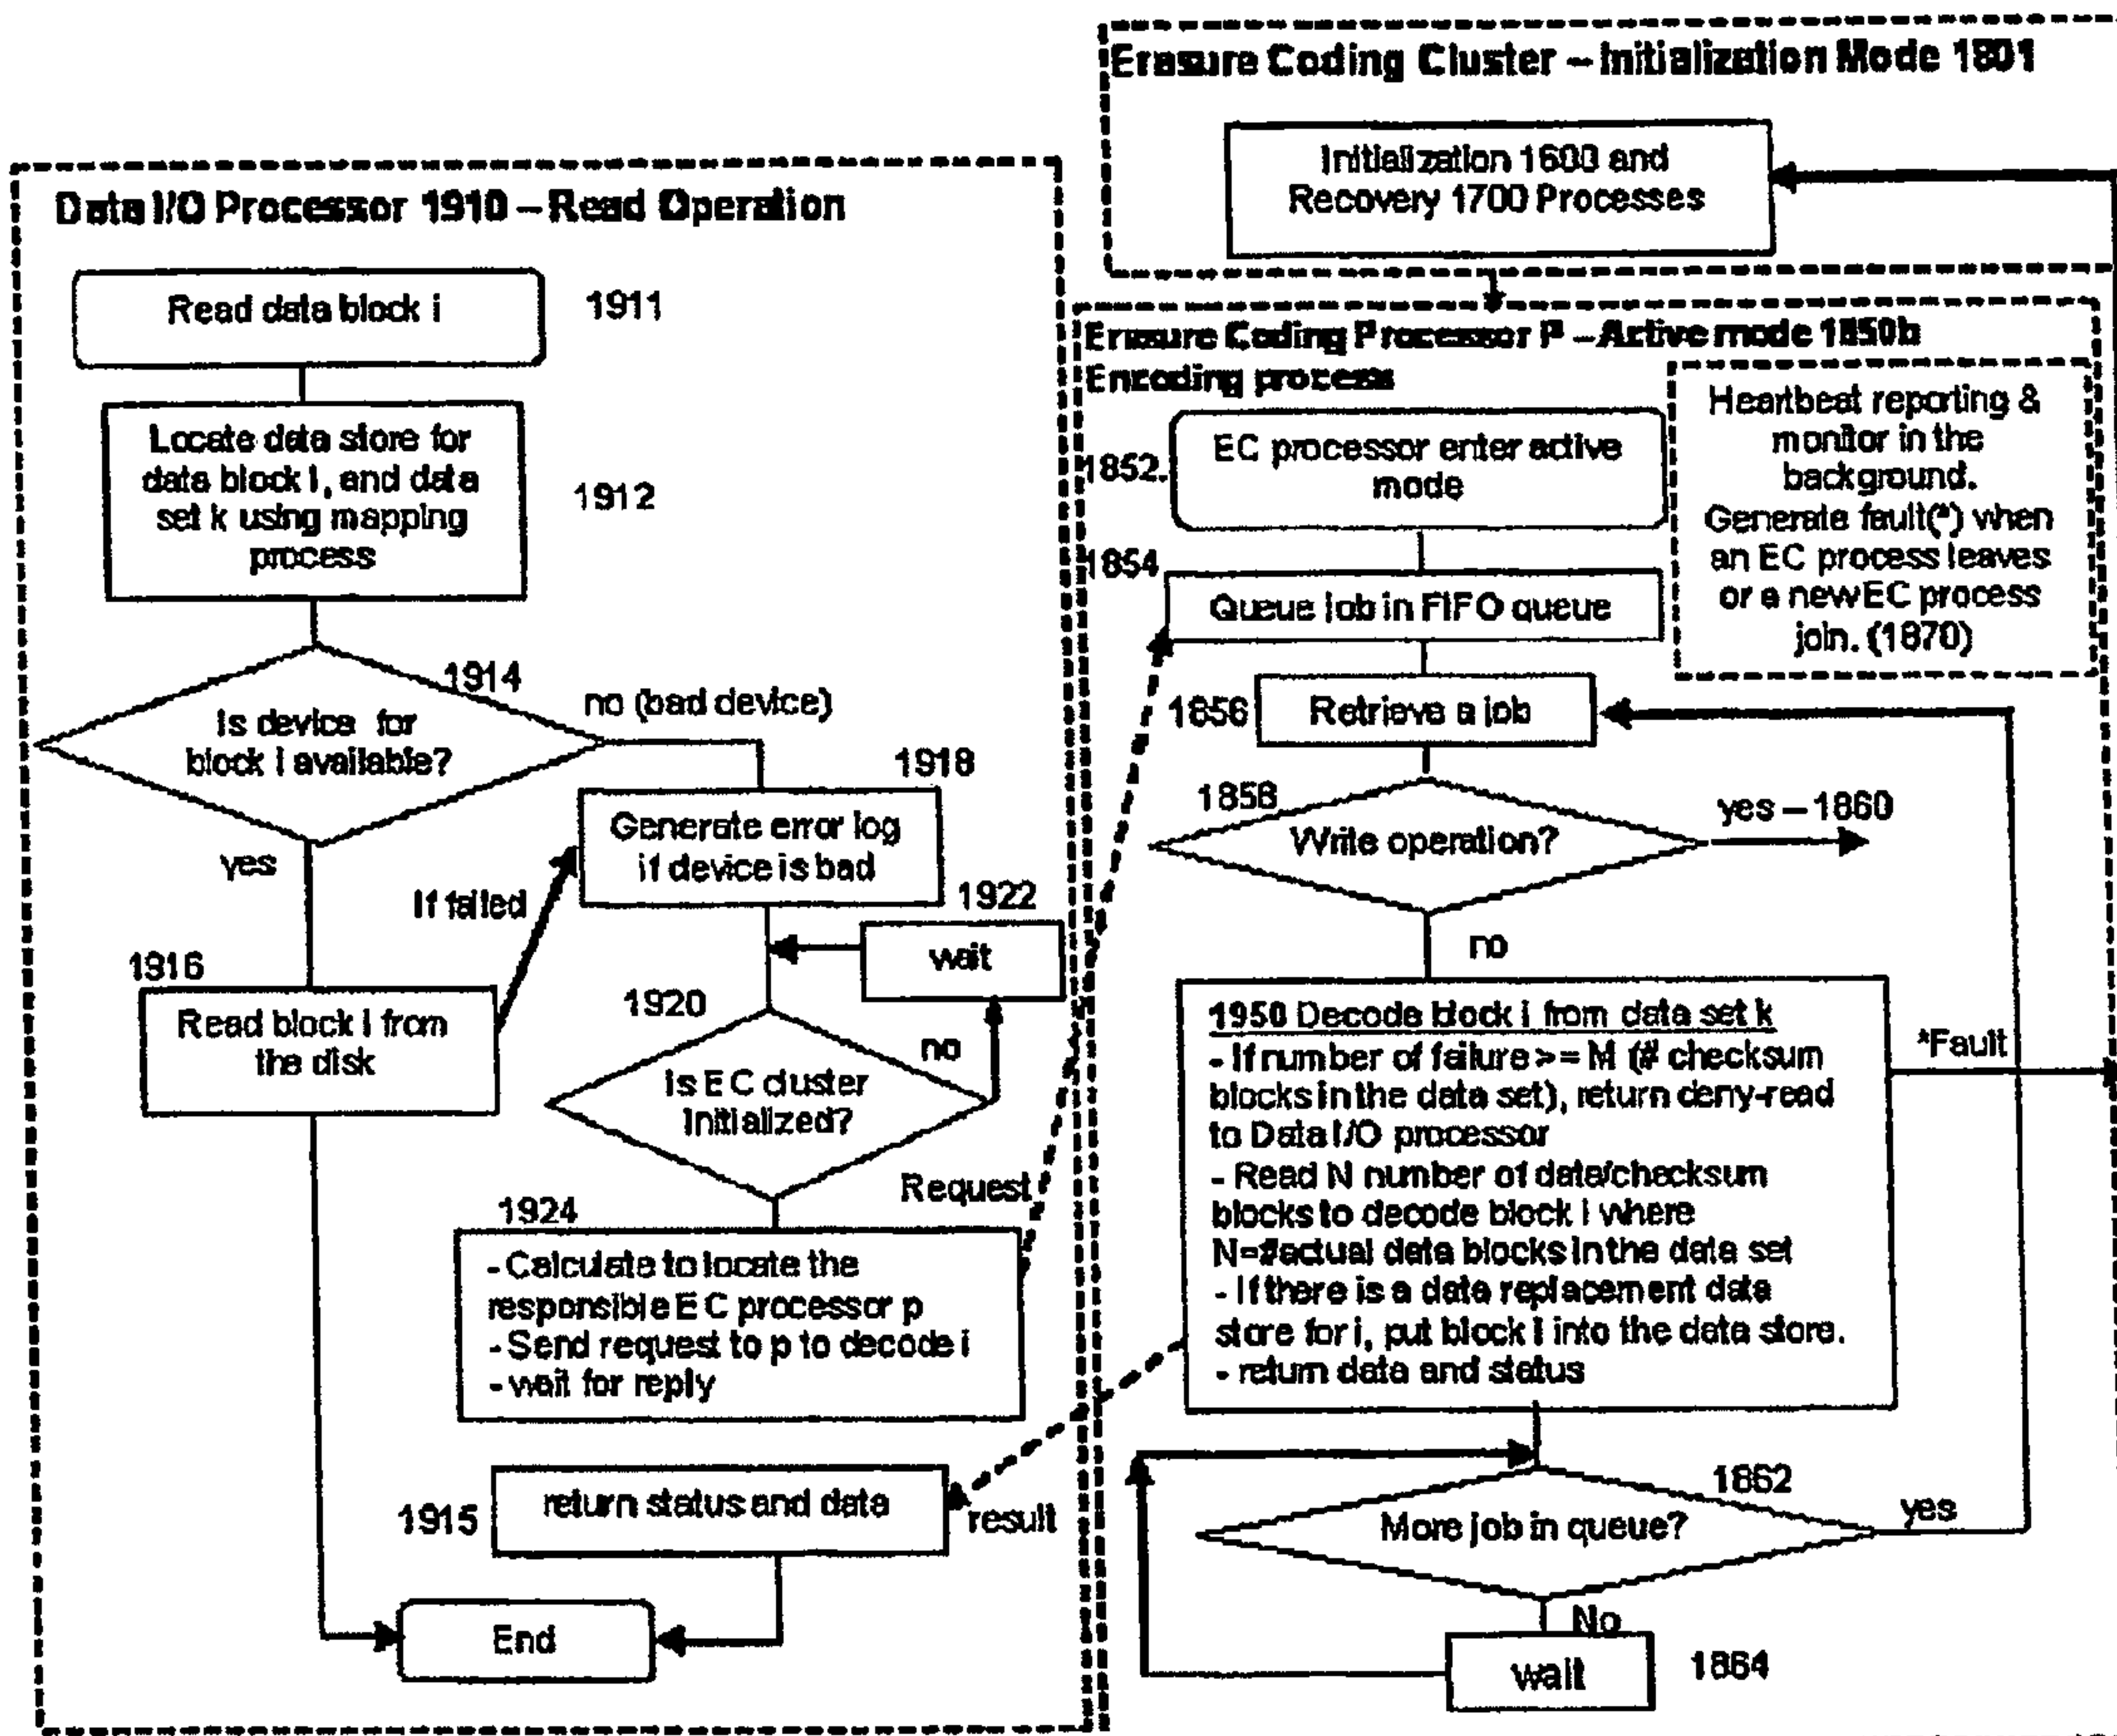 Erasure Coding Cluster – Initialization Mode 1801
Initialization 1600 and
Recovery 1700 Processes
Data I/O Processor 1910 – Read Operation
Read data block i
1911
Locate data store for
data block i, and data
set k using mapping
process
1912
1914
Is device for
block i available?
no (bad device)
yes
1918
Generate error log
if device is bad
If failed
1922
wait
1916
Read block i from
the disk
1920
Is EC cluster
Initialized?
no
Request
1924
- Calculate to locate the
responsible EC processor p
- Send request to p to decode i
- wait for reply
1915
return status and data
result
End
Erasure Coding Processor P – Active mode 1850b
Encoding process
Heartbeat reporting &
monitor in the
background.
Generate fault(*) when
an EC process leaves
or a new EC process
join. (1870)
1852.
EC processor enter active
mode
1854
Queue job in FIFO queue
1856
Retrieve a job
1858
Write operation?
yes – 1860
no
1950 Decode block i from data set k
- If number of failure >= M (# checksum
blocks in the data set), return deny-read
to Data I/O processor
- Read N number of data/checksum
blocks to decode block i where
N=#actual data blocks in the data set
- If there is a data replacement data
store for i, put block i into the data store.
- return data and status
*Fault
1862
More job in queue?
yes
No
wait
1864